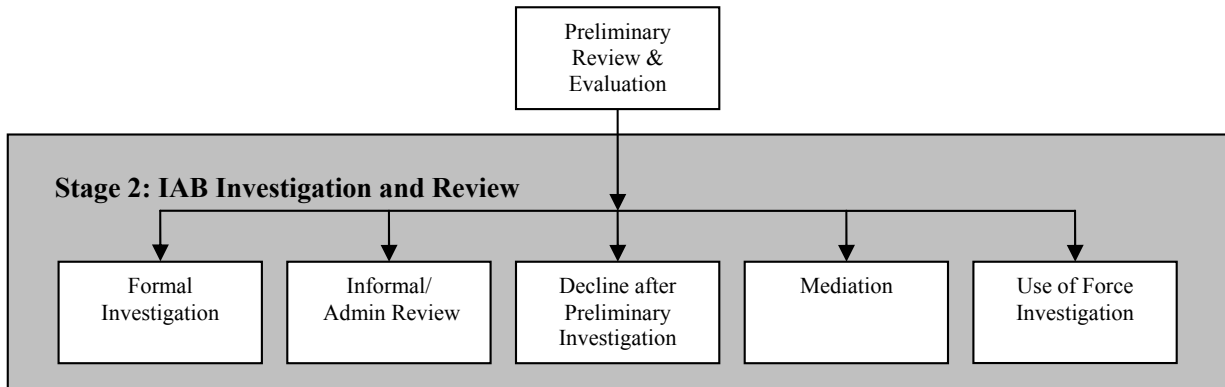 Preliminary
Review &
Evaluation
Stage 2: IAB Investigation and Review
Formal
Investigation
Informal/
Admin Review
Decline after
Preliminary
Investigation
Mediation
Use of Force
Investigation